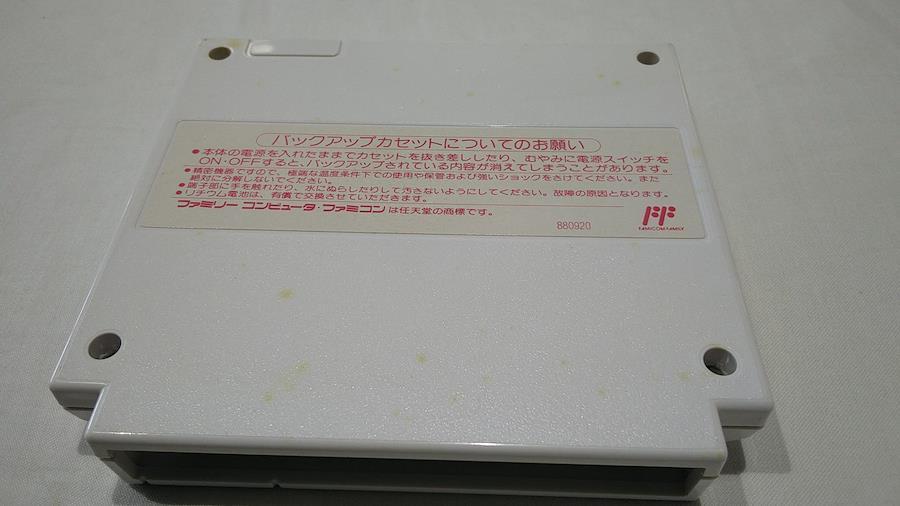 バックアップカセットについてのお願い
●本体の電源を入れたままでカセットを抜き差ししたり、むやみに電源スイッチを
ON・OFFすると、バックアップされている内容が消えてしまうことがあります。
●精密機器ですので、極端な温度条件下での使用や保管および強いショックをさけてください。また
絶対に分解しないでください。
●端子部に手を触れたり、水にぬらしたりして汚さないようにしてください。故障の原因となります。
●リチウム電池は、有償で交換させていただきます。
ファミリー コンピュータ・ファミコンは任天堂の商標です。
880920
FF